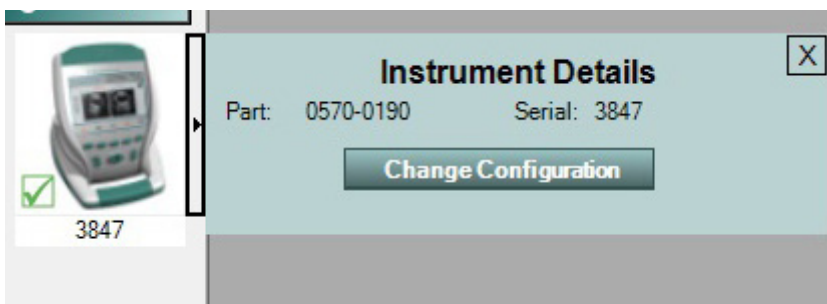 Instrument Details
X
Part: 0570-0190 Serial: 3847
Change Configuration
3847